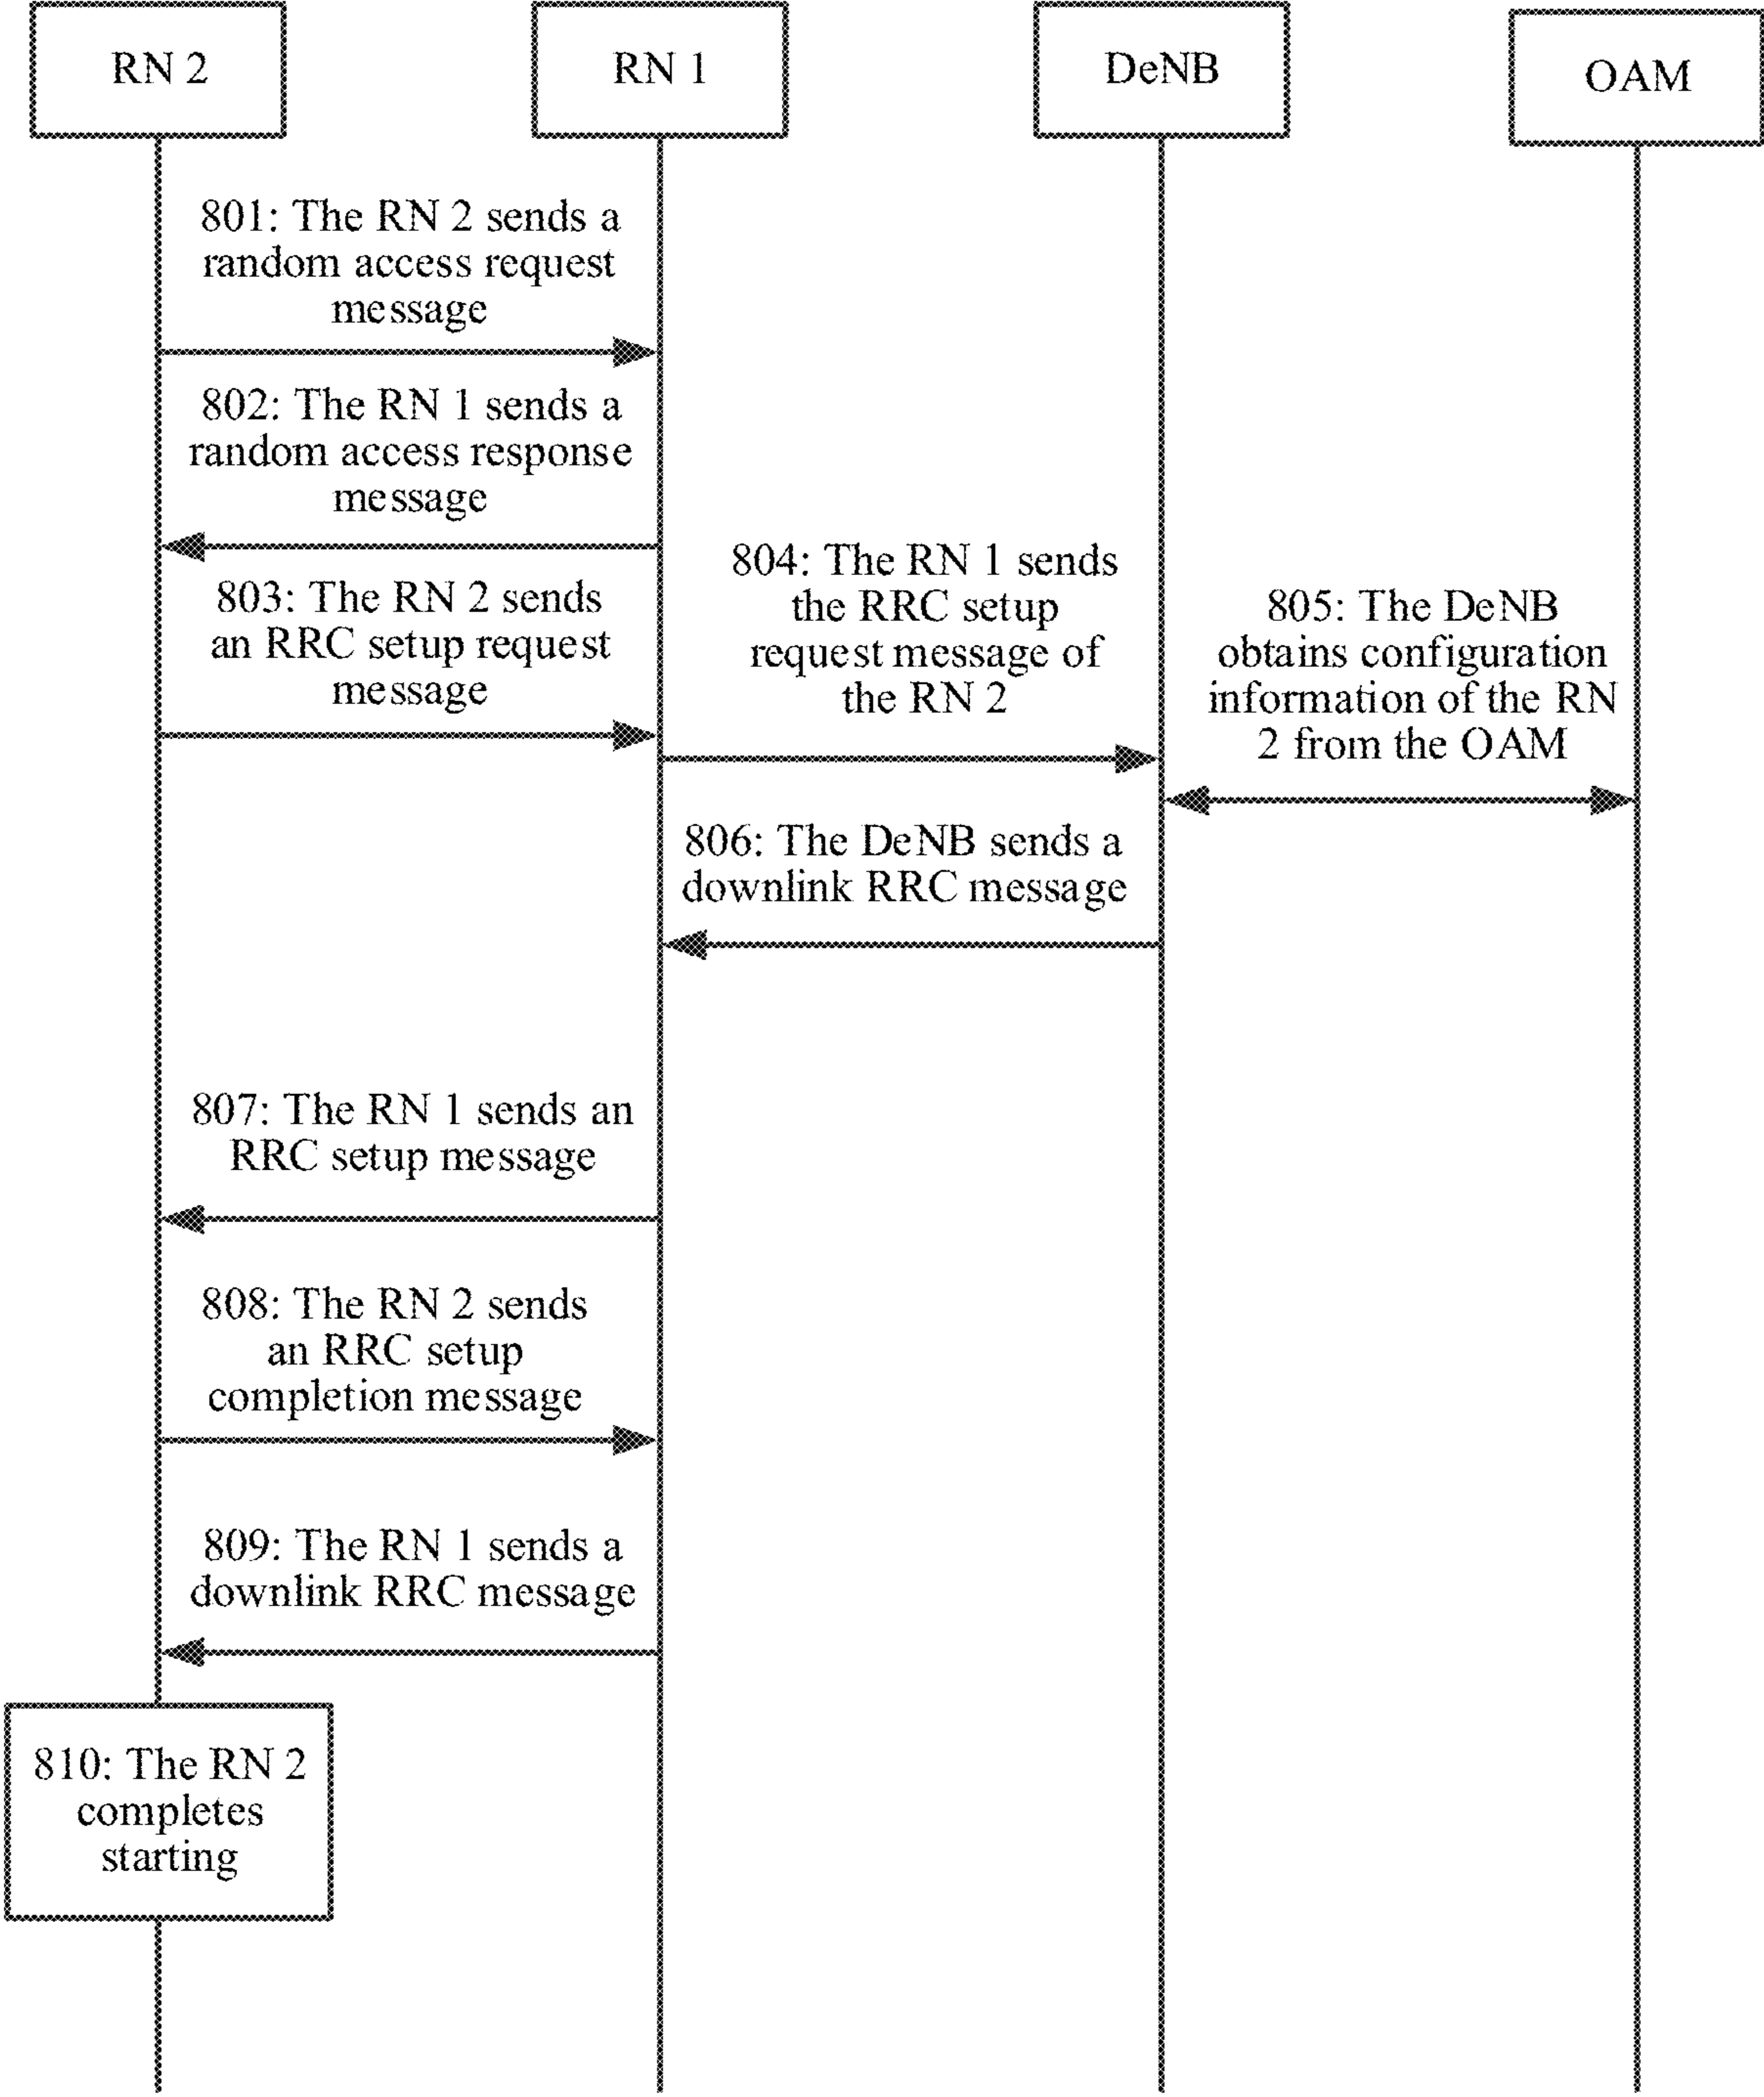 RN 2
RN 1
DeNB
OAM
801: The RN 2 sends a
random access request
message
802: The RN 1 sends a
random access response
message
803: The RN 2 sends
an RRC setup request
message
804: The RN 1 sends
the RRC setup
request message of
the RN 2
805: The DeNB
obtains configuration
information of the RN
2 from the OAM
806: The DeNB sends a
downlink RRC message
807: The RN 1 sends an
RRC setup message
808: The RN 2 sends
an RRC setup
completion message
809: The RN 1 sends a
downlink RRC message
810: The RN 2
completes
starting